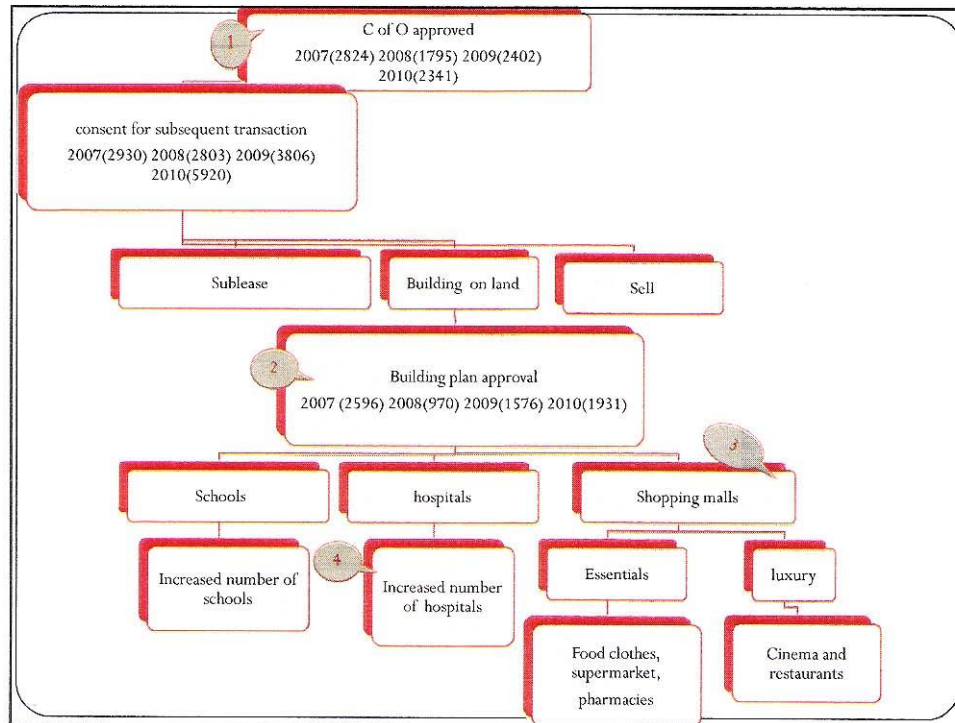 1
C of O approved
2007(2824) 2008(1795) 2009(2402)
2010(2341)
consent for subsequent transaction
2007(2930) 2008(2803) 2009(3806)
2010(5920)
Sublease
Building on land
Sell
2
Building plan approval
2007 (2596) 2008(970) 2009(1576) 2010(1931)
3
Schools
hospitals
Shopping malls
Increased number of
schools
4
Increased number
of hospitals
Essentials
luxury
Food clothes,
supermarket,
pharmacies
Cinema and
restaurants